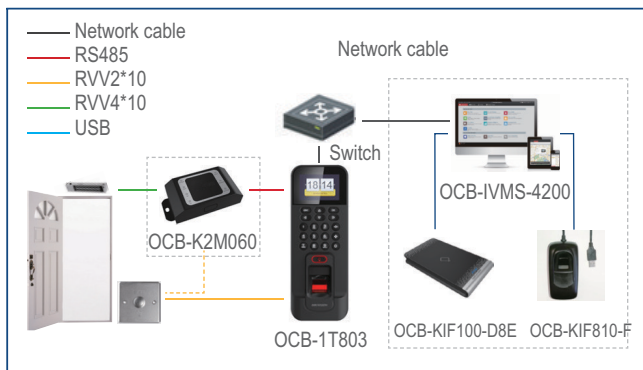 Network cable
RS485
RVV2*10
RVV4*10
USB
Network cable
Switch
18 14
OCB-IVMS-4200
OCB-K2M060
OCB-1T803
OCB-KIF100-D8E
OCB-KIF810-F